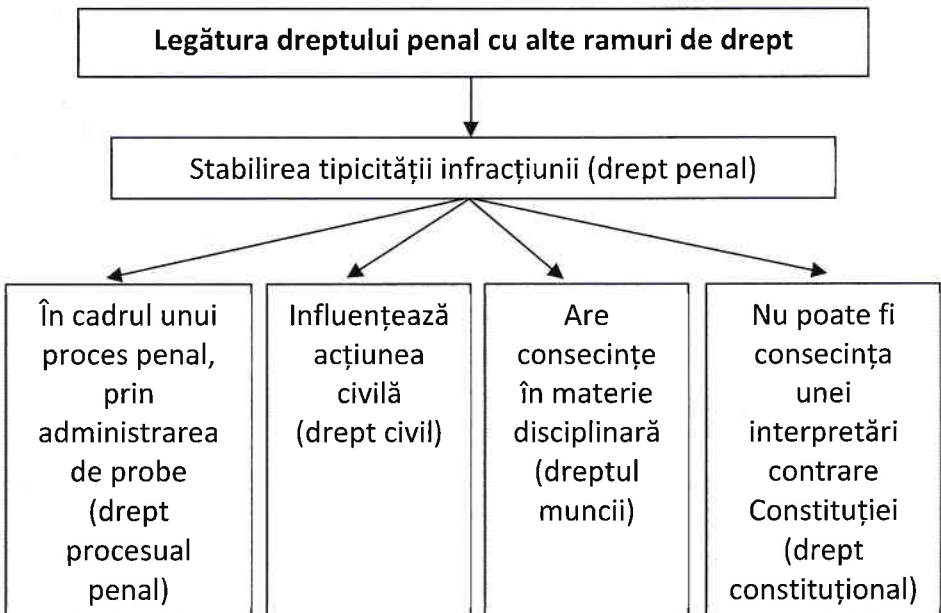 Legătura dreptului penal cu alte ramuri de drept
Stabilirea tipicității infracțiunii (drept penal)
În cadrul unui
proces penal,
prin
administrarea
de probe
(drept
procesual
penal)
Influențează
acțiunea
civilă
(drept civil)
Are
consecințe
în materie
disciplinară
(dreptul
muncii)
Nu poate fi
consecința
unei
interpretări
contrare
Constituției
(drept
constituțional)